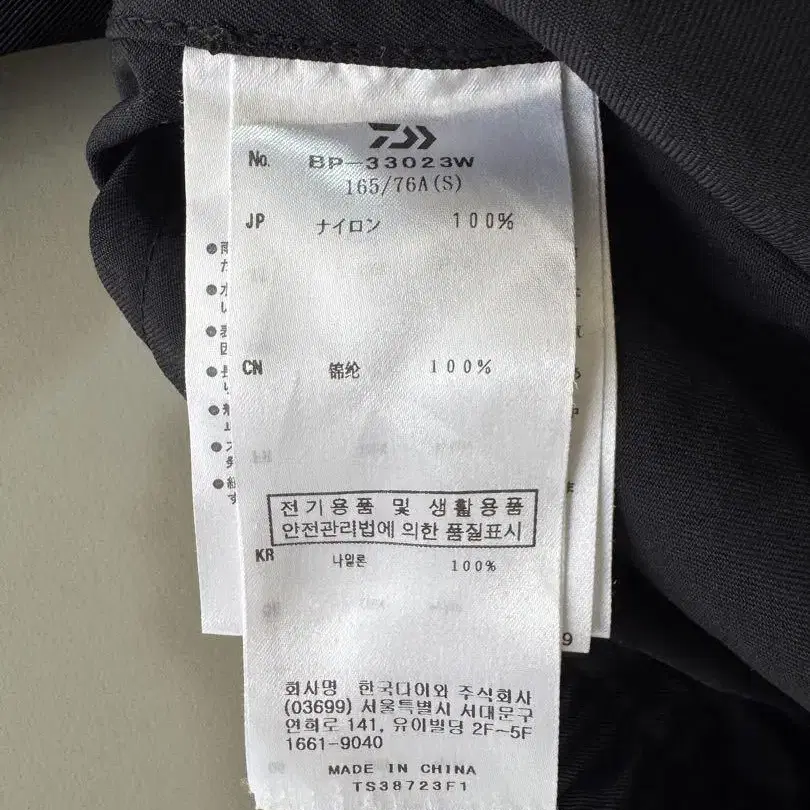 No. BP-33023W
165/76A(S)
JP ナイロン 100%
CN 锦纶 100%
전기용품 및 생활용품
안전관리법에 의한 품질표시
KR 나일론 100%
회사명 한국다이와 주식회사
(03699) 서울특별시 서대문구
연희로 141, 유이빌딩 2F~5F
1661-9040
MADE IN CHINA
TS38723F1
9